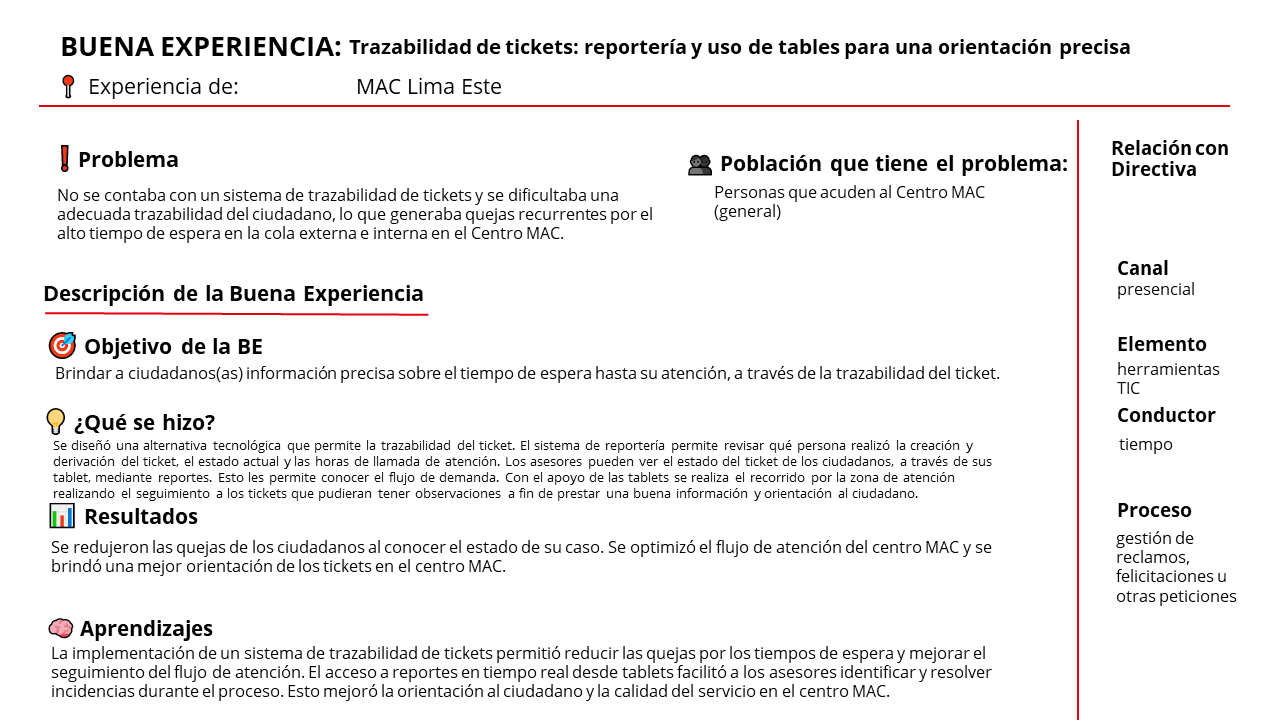 BUENA EXPERIENCIA: Trazabilidad de tickets: reportería y uso de tables para una orientación precisa
Experiencia de: MAC Lima Este
Problema
No se contaba con un sistema de trazabilidad de tickets y se dificultaba una
adecuada trazabilidad del ciudadano, lo que generaba quejas recurrentes por el
alto tiempo de espera en la cola externa e interna en el Centro MAC.
Población que tiene el problema:
Personas que acuden al Centro MAC
(general)
Descripción de la Buena Experiencia
Objetivo de la BE
Brindar a ciudadanos(as) información precisa sobre el tiempo de espera hasta su atención, a través de la trazabilidad del ticket.
¿Qué se hizo?
Se diseñó una alternativa tecnológica que permite la trazabilidad del ticket. El sistema de reportería permite revisar qué persona realizó la creación y
derivación del ticket, el estado actual y las horas de llamada de atención. Los asesores pueden ver el estado del ticket de los ciudadanos, a través de sus
tablet, mediante reportes. Esto les permite conocer el flujo de demanda. Con el apoyo de las tablets se realiza el recorrido por la zona de atención
realizando el seguimiento a los tickets que pudieran tener observaciones a fin de prestar una buena información y orientación al ciudadano.
Resultados
Se redujeron las quejas de los ciudadanos al conocer el estado de su caso. Se optimizó el flujo de atención del centro MAC y se
brindó una mejor orientación de los tickets en el centro MAC.
Aprendizajes
La implementación de un sistema de trazabilidad de tickets permitió reducir las quejas por los tiempos de espera y mejorar el
seguimiento del flujo de atención. El acceso a reportes en tiempo real desde tablets facilitó a los asesores identificar y resolver
incidencias durante el proceso. Esto mejoró la orientación al ciudadano y la calidad del servicio en el centro MAC.
Relación con
Directiva
Canal
presencial
Elemento
herramientas
TIC
Conductor
tiempo
Proceso
gestión de
reclamos,
felicitaciones u
otras peticiones